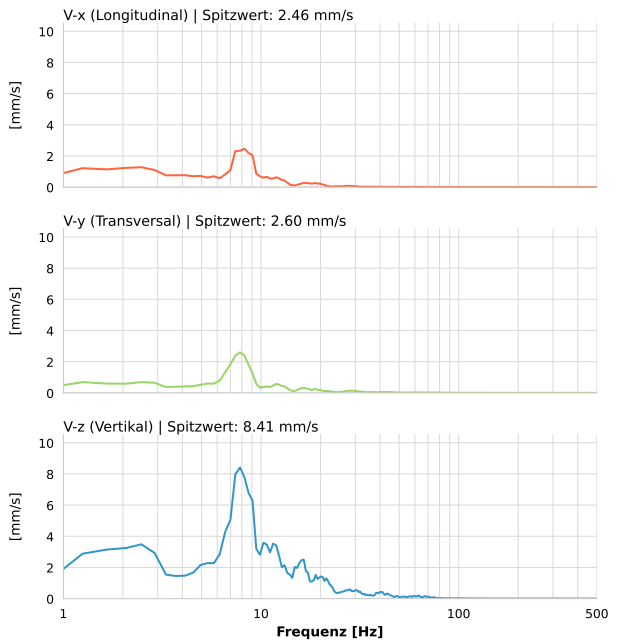 V-x (Longitudinal) | Spitzwert: 2.46 mm/s
10
8
6
4
2
0
[mm/s]
V-y (Transversal) | Spitzwert: 2.60 mm/s
10
8
6
4
2
0
[mm/s]
V-z (Vertikal) | Spitzwert: 8.41 mm/s
10
8
6
4
2
0
[mm/s]
1 10 100 500
Frequenz [Hz]